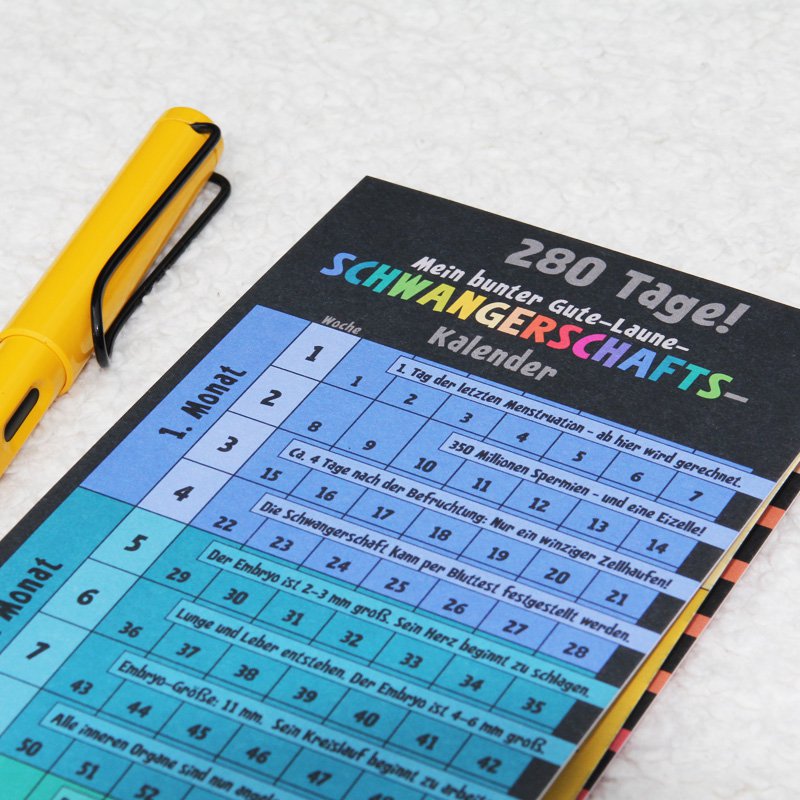 280 Tage!
Mein bunter Gute-Laune-
SCHWANGERSCHAFTS-
Kalender
Woche
1. Monat
1
1. Tag der letzten Menstruation - ab hier wird gerechnet.
1 2 3 4 5 6 7
2
350 Millionen Spermien - und eine Eizelle!
8 9 10 11 12 13 14
3
Ca. 4 Tage nach der Befruchtung: Nur ein winziger Zellhaufen!
15 16 17 18 19 20 21
4
Die Schwangerschaft kann per Bluttest festgestellt werden.
22 23 24 25 26 27 28
Monat
5
Der Embryo ist 2-3 mm groß. Sein Herz beginnt zu schlagen.
29 30 31 32 33 34 35
6
Lunge und Leber entstehen. Der Embryo ist 4-6 mm groß.
36 37 38 39 40 41 42
7
Embryo-Größe: 11 mm. Sein Kreislauf beginnt zu
43 44 45 46 47 48
Alle inneren Organe sind nun
50 51 52